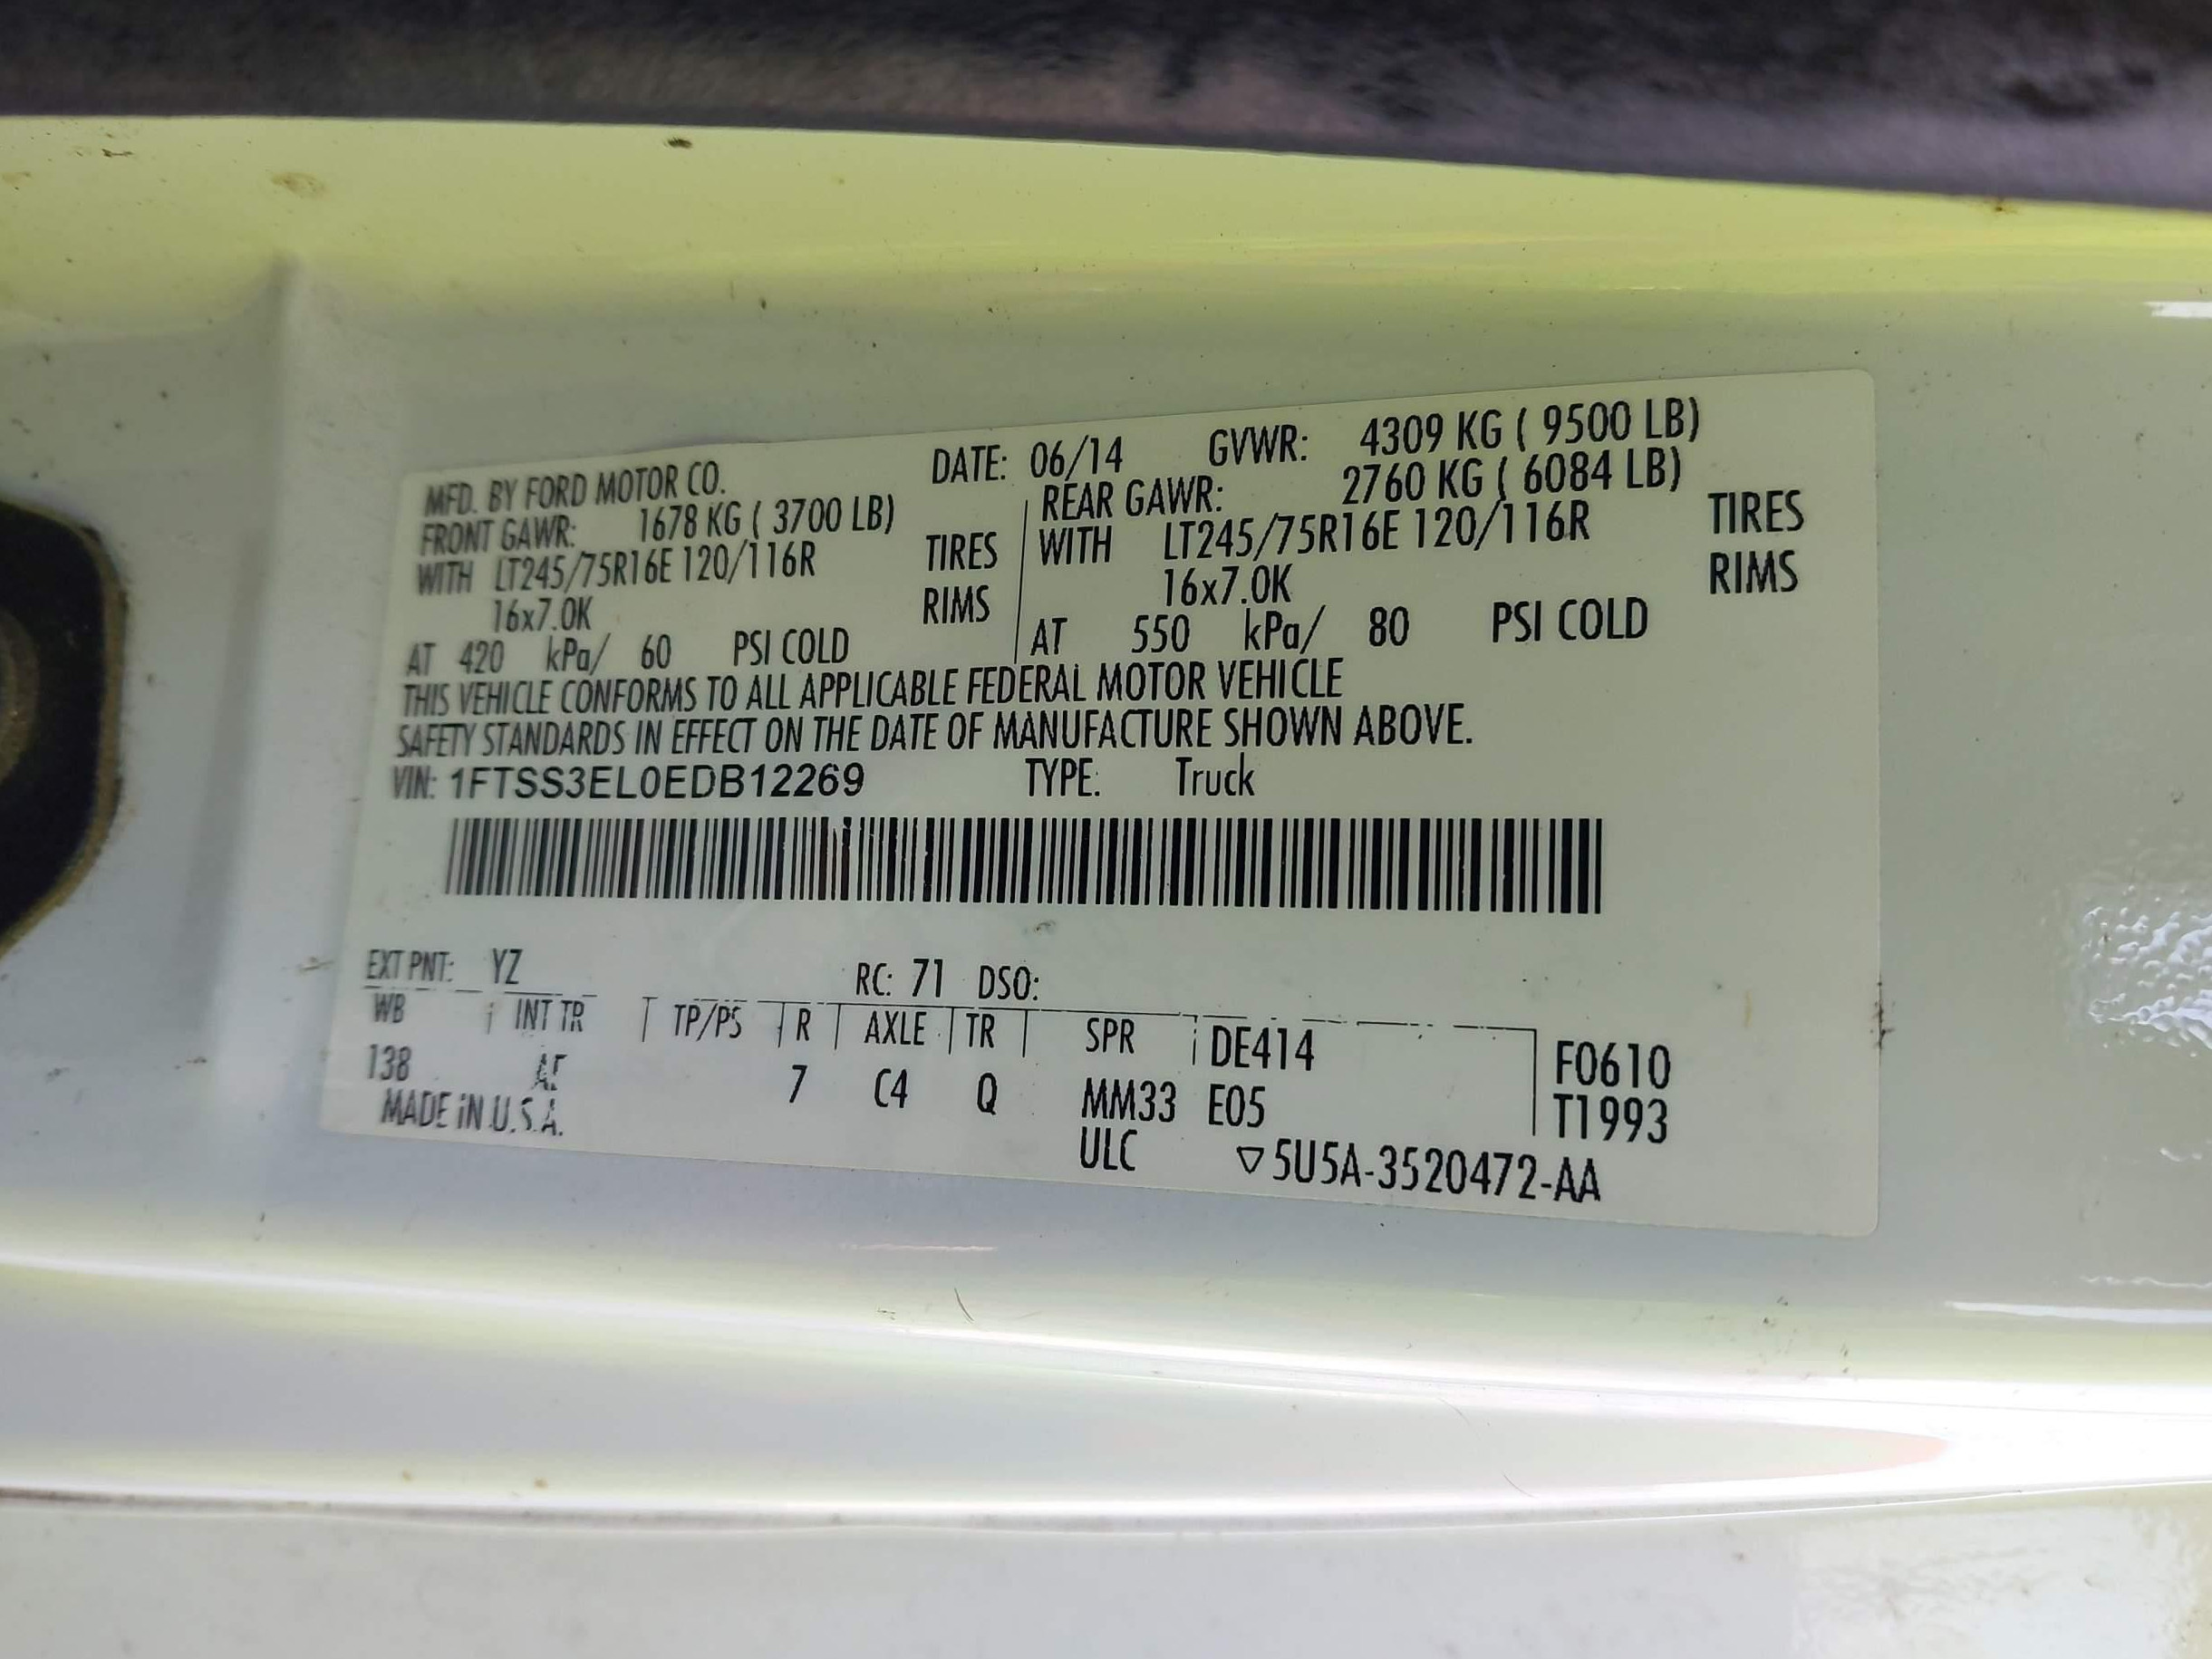 MFD. BY FORD MOTOR CO. DATE: 06/14 GVWR: 4309 KG ( 9500 LB)
FRONT GAWR: 1678 KG ( 3700 LB) REAR GAWR: 2760 KG ( 6084 LB)
WITH LT245/75R16E 120/116R TIRES WITH LT245/75R16E 120/116R TIRES
16x7.0K RIMS 16x7.0K RIMS
AT 420 kPa/ 60 PSI COLD AT 550 kPa/ 80 PSI COLD
THIS VEHICLE CONFORMS TO ALL APPLICABLE FEDERAL MOTOR VEHICLE
SAFETY STANDARDS IN EFFECT ON THE DATE OF MANUFACTURE SHOWN ABOVE.
VIN: 1FTSS3EL0EDB12269 TYPE: Truck
EXT PNT: YZ RC: 71 DSO:
WB INT TR TP/PS R AXLE TR SPR DE414 F0610
138 7 C4 Q MM33 E05 T1993
MADE iN U.S.A. ULC 5U5A-3520472-AA